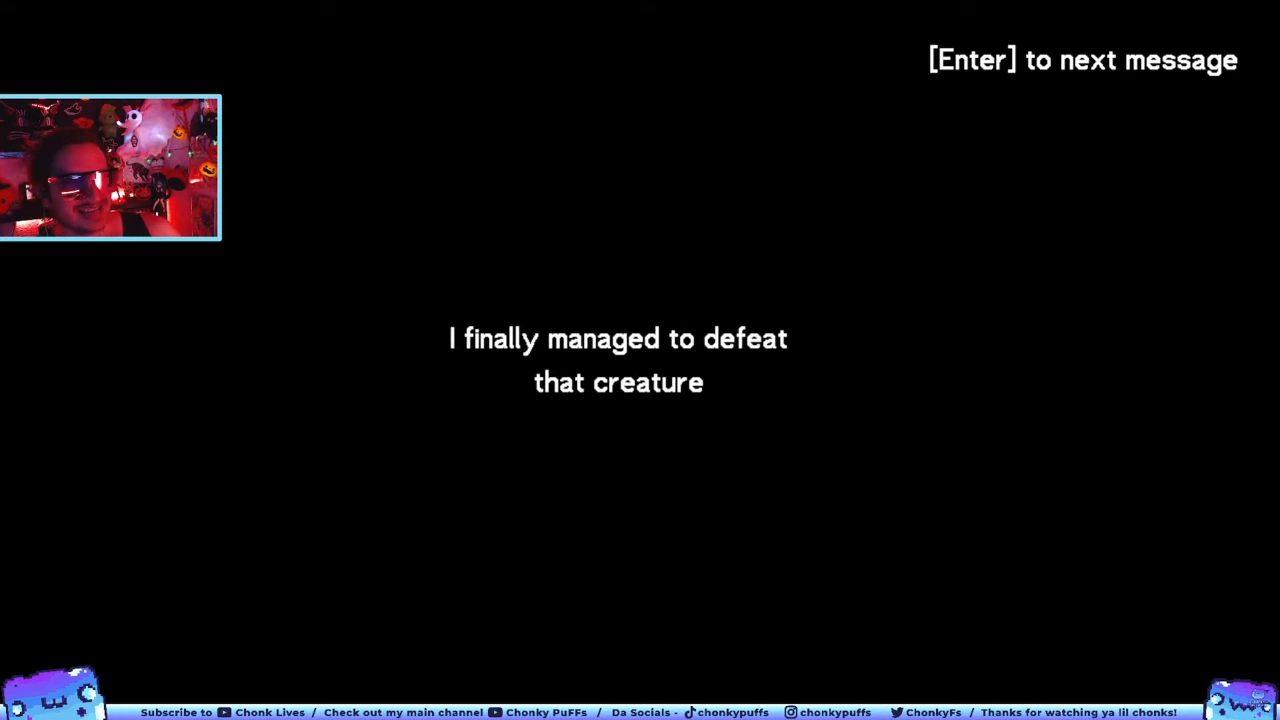 [Enter] to next message
I finally managed to defeat
that creature
Subscribe to Chonk Lives / Check out my main channel Chonky PuFFs / Da Socials - chonkypuffs chonkypuffs ChonkyFs / Thanks for watching ya lil chonks!